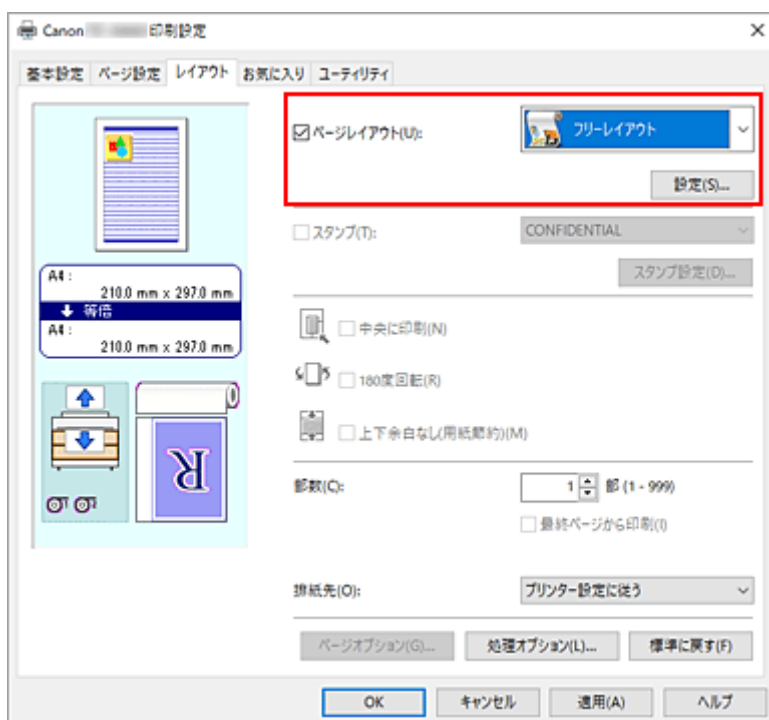 Canon 印刷設定
基本設定 ページ設定 レイアウト お気に入り ユーティリティ
ページレイアウト(U): フリーレイアウト
設定(S)...
スタンプ(T): CONFIDENTIAL
スタンプ設定(D)...
A4 :
210.0 mm x 297.0 mm
等倍
A4 :
210.0 mm x 297.0 mm
中央に印刷(N)
180度回転(R)
上下余白なし(用紙節約)(M)
R
部数(C): 1 部 (1 - 999)
最終ページから印刷(I)
排紙先(O): プリンター設定に従う
ページオプション(G)... 処理オプション(L)... 標準に戻す(F)
OK キャンセル 適用(A) ヘルプ